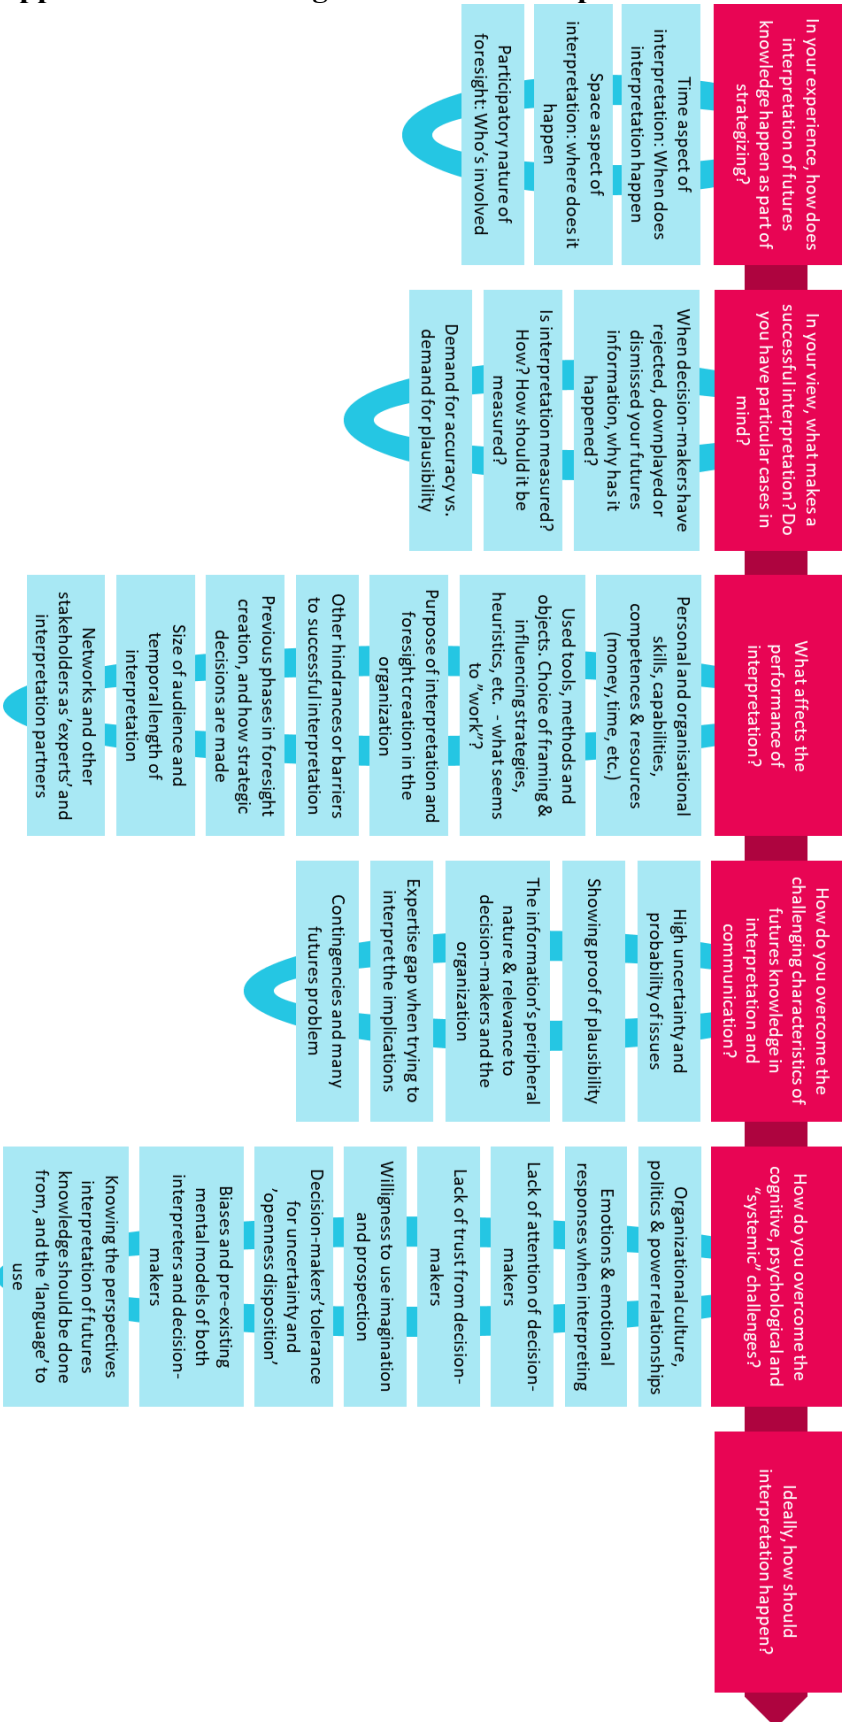 In your experience, how does
interpretation of futures
knowledge happen as part of
strategizing?
Time aspect of
interpretation: When does
interpretation happen
Space aspect of
interpretation: where does it
happen
Participatory nature of
foresight: Who's involved
In your view, what makes a
successful interpretation? Do
you have particular cases in
mind?
When decision-makers have
rejected, downplayed or
dismissed your futures
information, why has it
happened?
Is interpretation measured?
How? How should it be
measured?
Demand for accuracy vs.
demand for plausibility
What affects the
performance of
interpretation?
Personal and organisational
skills, capabilities,
competences & resources
(money, time, etc.)
Used tools, methods and
objects. Choice of framing &
influencing strategies,
heuristics, etc. - what seems
to ”work”?
Purpose of interpretation and
foresight creation in the
organization
Other hindrances or barriers
to successful interpretation
Previous phases in foresight
creation, and how strategic
decisions are made
Size of audience and
temporal length of
interpretation
Networks and other
stakeholders as 'experts' and
interpretation partners
How do you overcome the
challenging characteristics of
futures knowledge in
interpretation and
communication?
High uncertainty and
probability of issues
Showing proof of plausibility
The information's peripheral
nature & relevance to
decision-makers and the
organization
Expertise gap when trying to
interpret the implications
Contingencies and many
futures problem
How do you overcome the
cognitive, psychological and
“systemic” challenges?
Organizational culture,
politics & power relationships
Emotions & emotional
responses when interpreting
Lack of attention of decision-
makers
Lack of trust from decision-
makers
Willigness to use imagination
and prospection
Decision-makers' tolerance
for uncertainty and
'openness disposition'
Biases and pre-existing
mental models of both
interpreters and decision-
makers
Knowing the perspectives
interpretation of futures
knowledge should be done
from, and the 'language' to
use
Ideally, how should
interpretation happen?